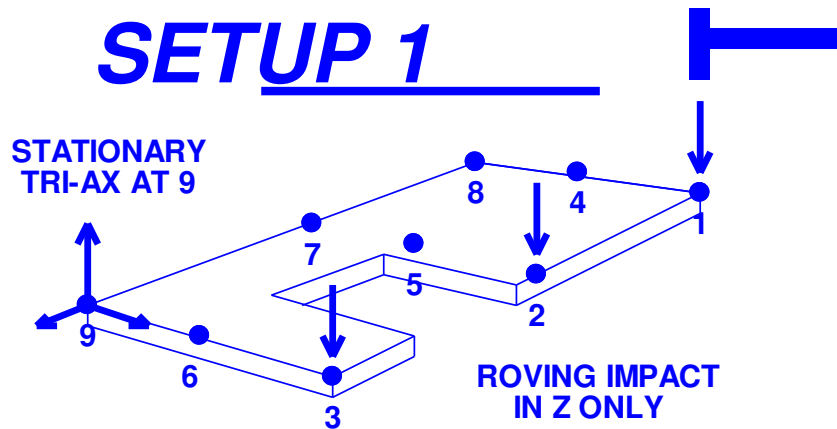 SETUP 1
STATIONARY
TRI-AX AT 9
8
4
1
7
5
2
9
6
3
ROVING IMPACT
IN Z ONLY